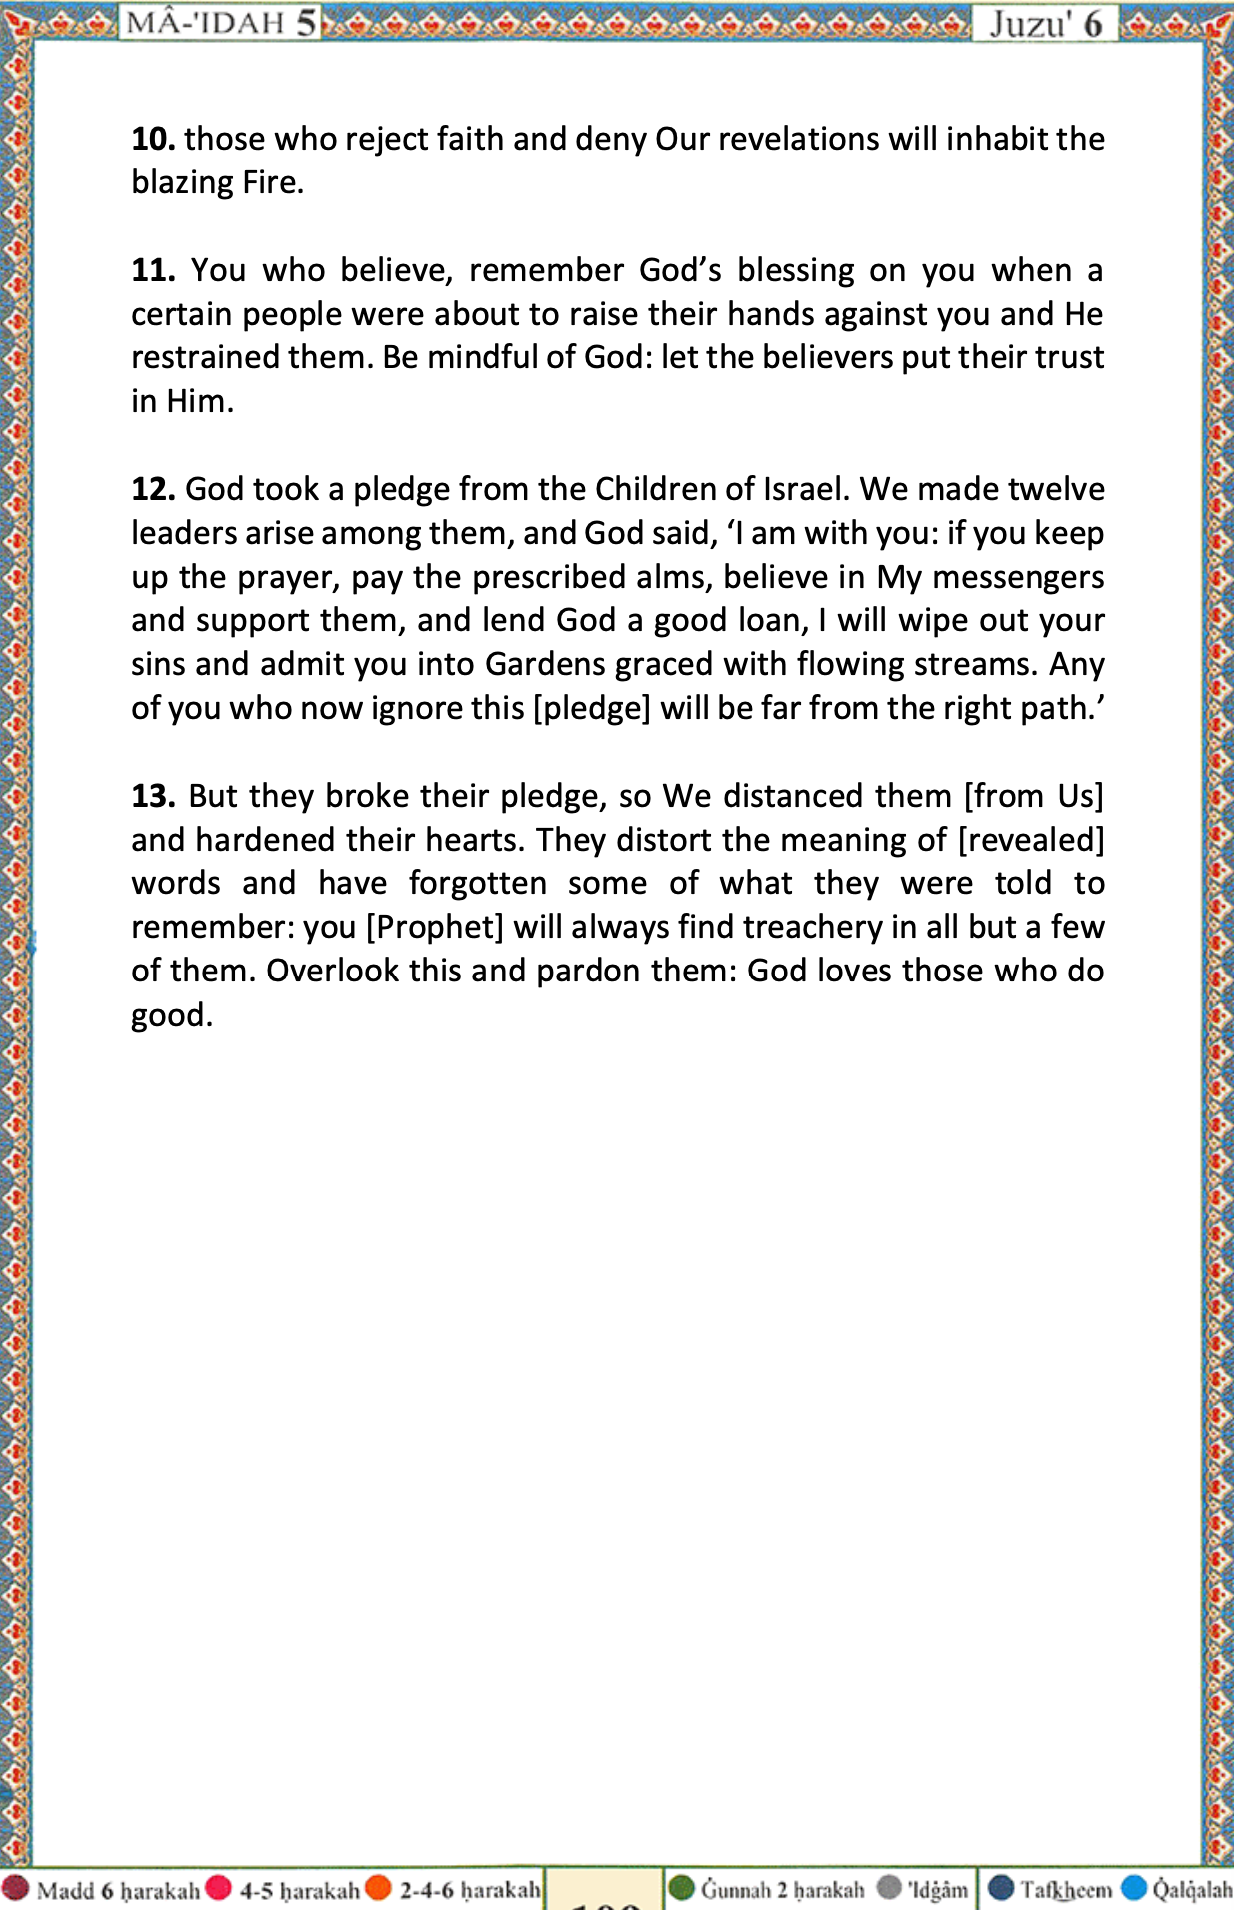 MÂ-'IDAH 5
Juzu' 6
10. those who reject faith and deny Our revelations will inhabit the
blazing Fire.
11. You who believe, remember God’s blessing on you when a
certain people were about to raise their hands against you and He
restrained them. Be mindful of God: let the believers put their trust
in Him.
12. God took a pledge from the Children of Israel. We made twelve
leaders arise among them, and God said, ‘I am with you: if you keep
up the prayer, pay the prescribed alms, believe in My messengers
and support them, and lend God a good loan, I will wipe out your
sins and admit you into Gardens graced with flowing streams. Any
of you who now ignore this [pledge] will be far from the right path.’
13. But they broke their pledge, so We distanced them [from Us]
and hardened their hearts. They distort the meaning of [revealed]
words and have forgotten some of what they were told to
remember: you [Prophet] will always find treachery in all but a few
of them. Overlook this and pardon them: God loves those who do
good.
Madd 6 ḥarakah 4-5 ḥarakah 2-4-6 ḥarakah Ġunnah 2 ḥarakah 'Idġâm Tafkheem Q̇alq̇alah